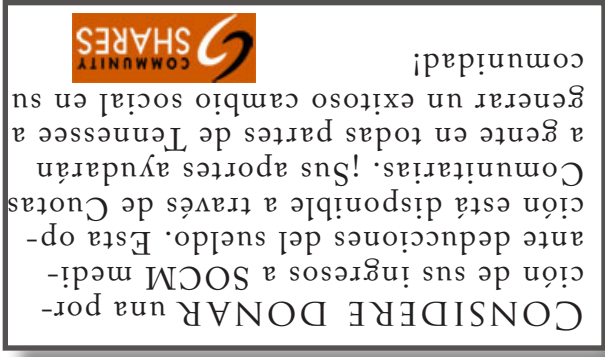 CONSIDERE DONAR una por-
ción de sus ingresos a SOCM medi-
ante deducciones del sueldo. Esta op-
ción está disponible a través de Cuotas
Comunitarias. ¡Sus aportes ayudarán
a gente en todas partes de Tennessee a
generar un exitoso cambio social en su
comunidad!
COMMUNITY
SHARES